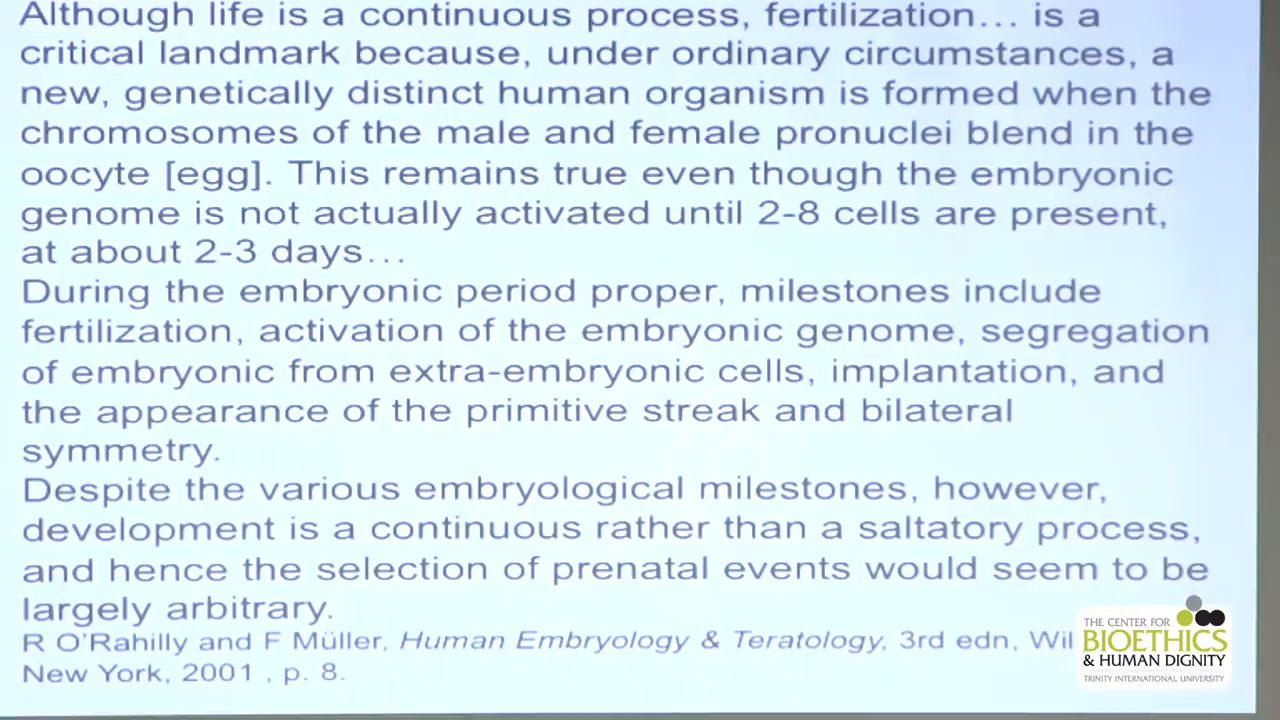 Although life is a continuous process, fertilization... is a
critical landmark because, under ordinary circumstances, a
new, genetically distinct human organism is formed when the
chromosomes of the male and female pronuclei blend in the
oocyte [egg]. This remains true even though the embryonic
genome is not actually activated until 2-8 cells are present,
at about 2-3 days...
During the embryonic period proper, milestones include
fertilization, activation of the embryonic genome, segregation
of embryonic from extra-embryonic cells, implantation, and
the appearance of the primitive streak and bilateral
symmetry.
Despite the various embryological milestones, however,
development is a continuous rather than a saltatory process,
and hence the selection of prenatal events would seem to be
largely arbitrary.
R O'Rahilly and F Müller, Human Embryology & Teratology, 3rd edn, Wil
New York, 2001 , p. 8.
THE CENTER FOR
BIOETHICS
& HUMAN DIGNITY
TRINITY INTERNATIONAL UNIVERSITY